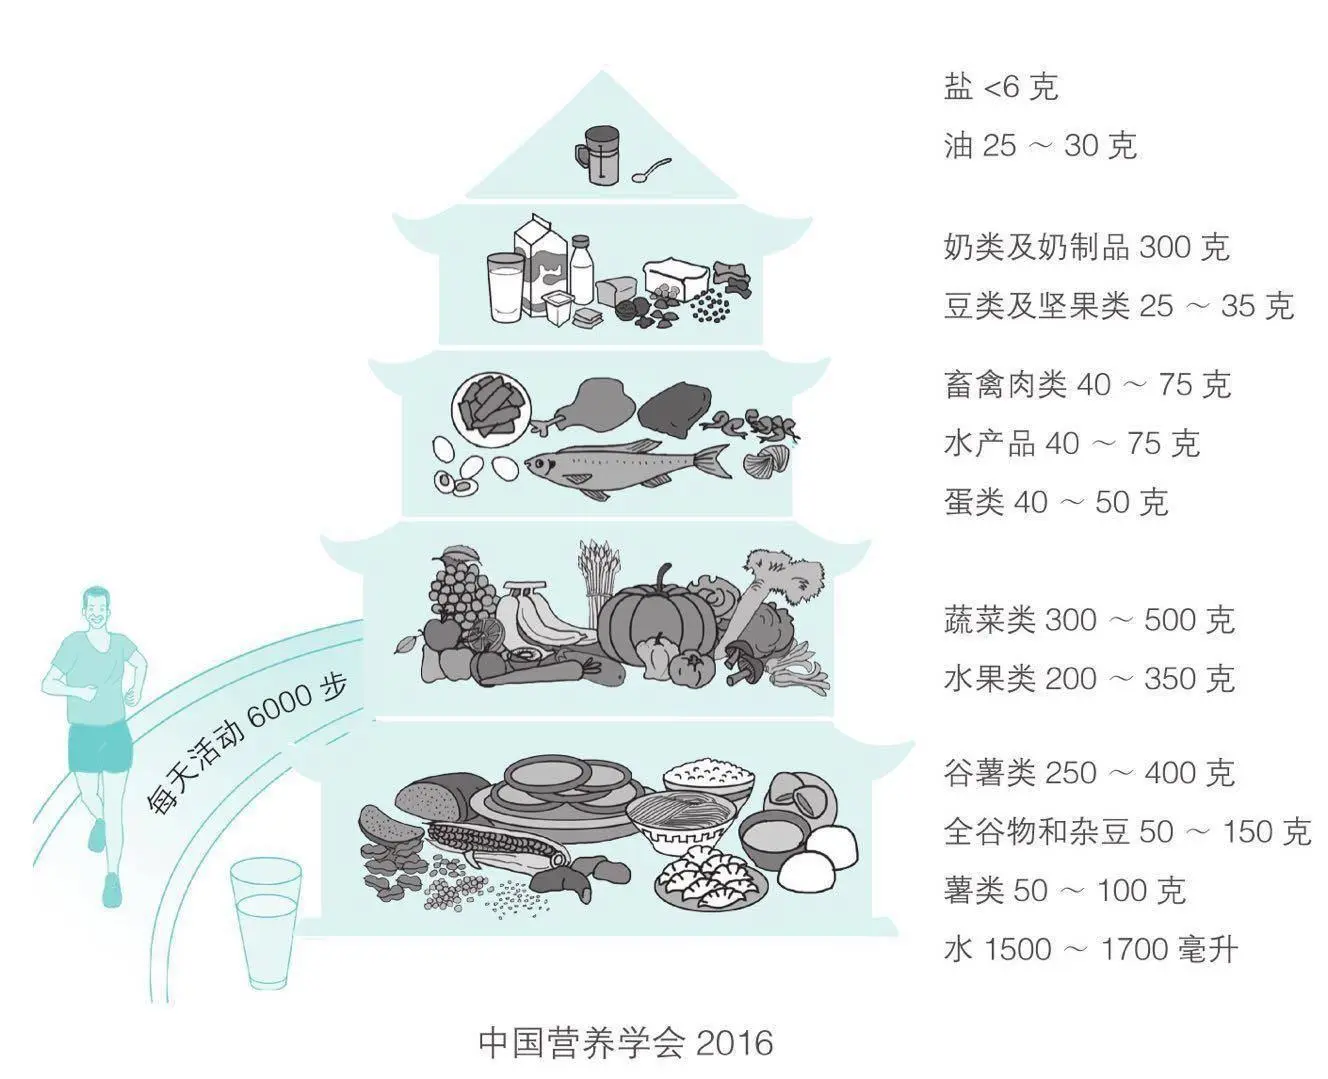 盐 <6 克
油 25 ～ 30 克
奶类及奶制品 300 克
豆类及坚果类 25 ～ 35 克
畜禽肉类 40 ～ 75 克
水产品 40 ～ 75 克
蛋类 40 ～ 50 克
蔬菜类 300 ～ 500 克
水果类 200 ～ 350 克
谷薯类 250 ～ 400 克
全谷物和杂豆 50 ～ 150 克
薯类 50 ～ 100 克
水 1500 ～ 1700 毫升
每天活动 6000 步
中国营养学会 2016